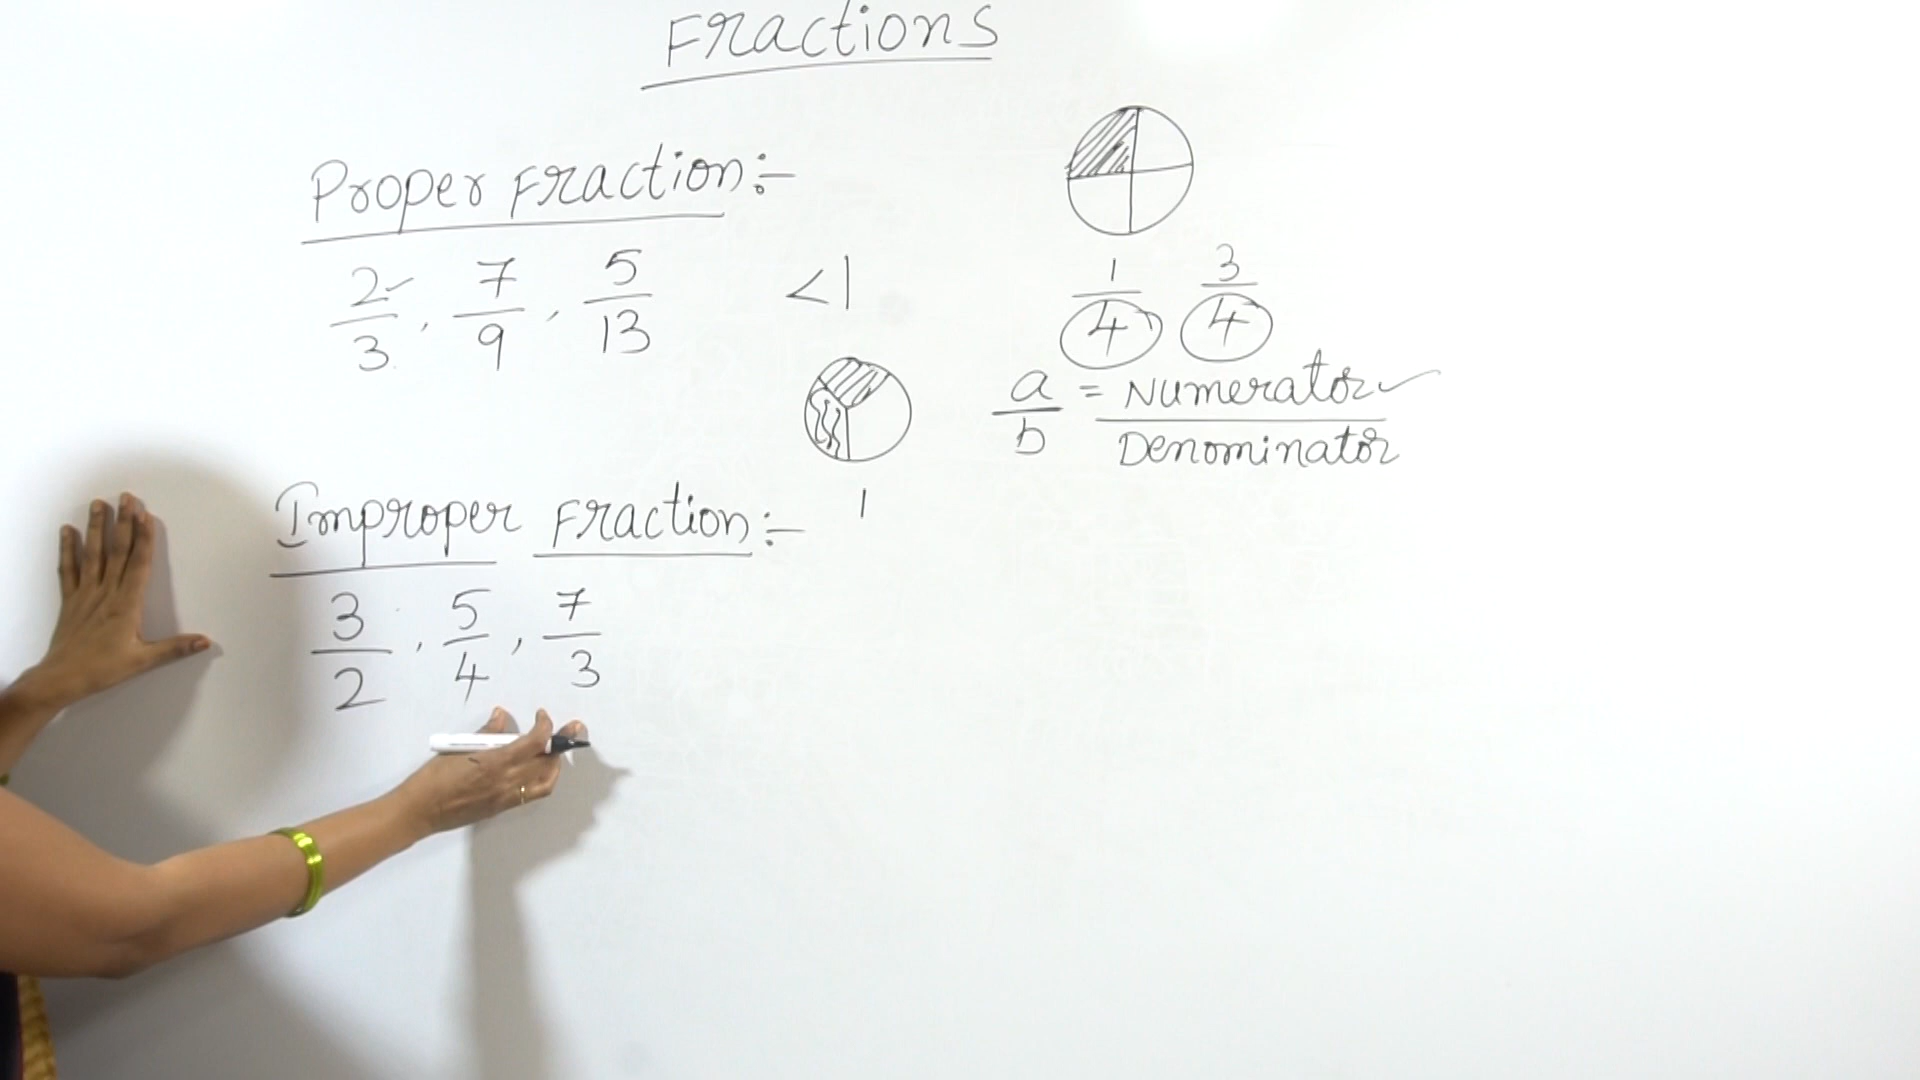 Fractions
Proper Fraction:-
2/3, 7/9, 5/13 <1
1/4 3/4
a/b = Numerator/Denominator
Improper Fraction:- 1
3/2, 5/4, 7/3